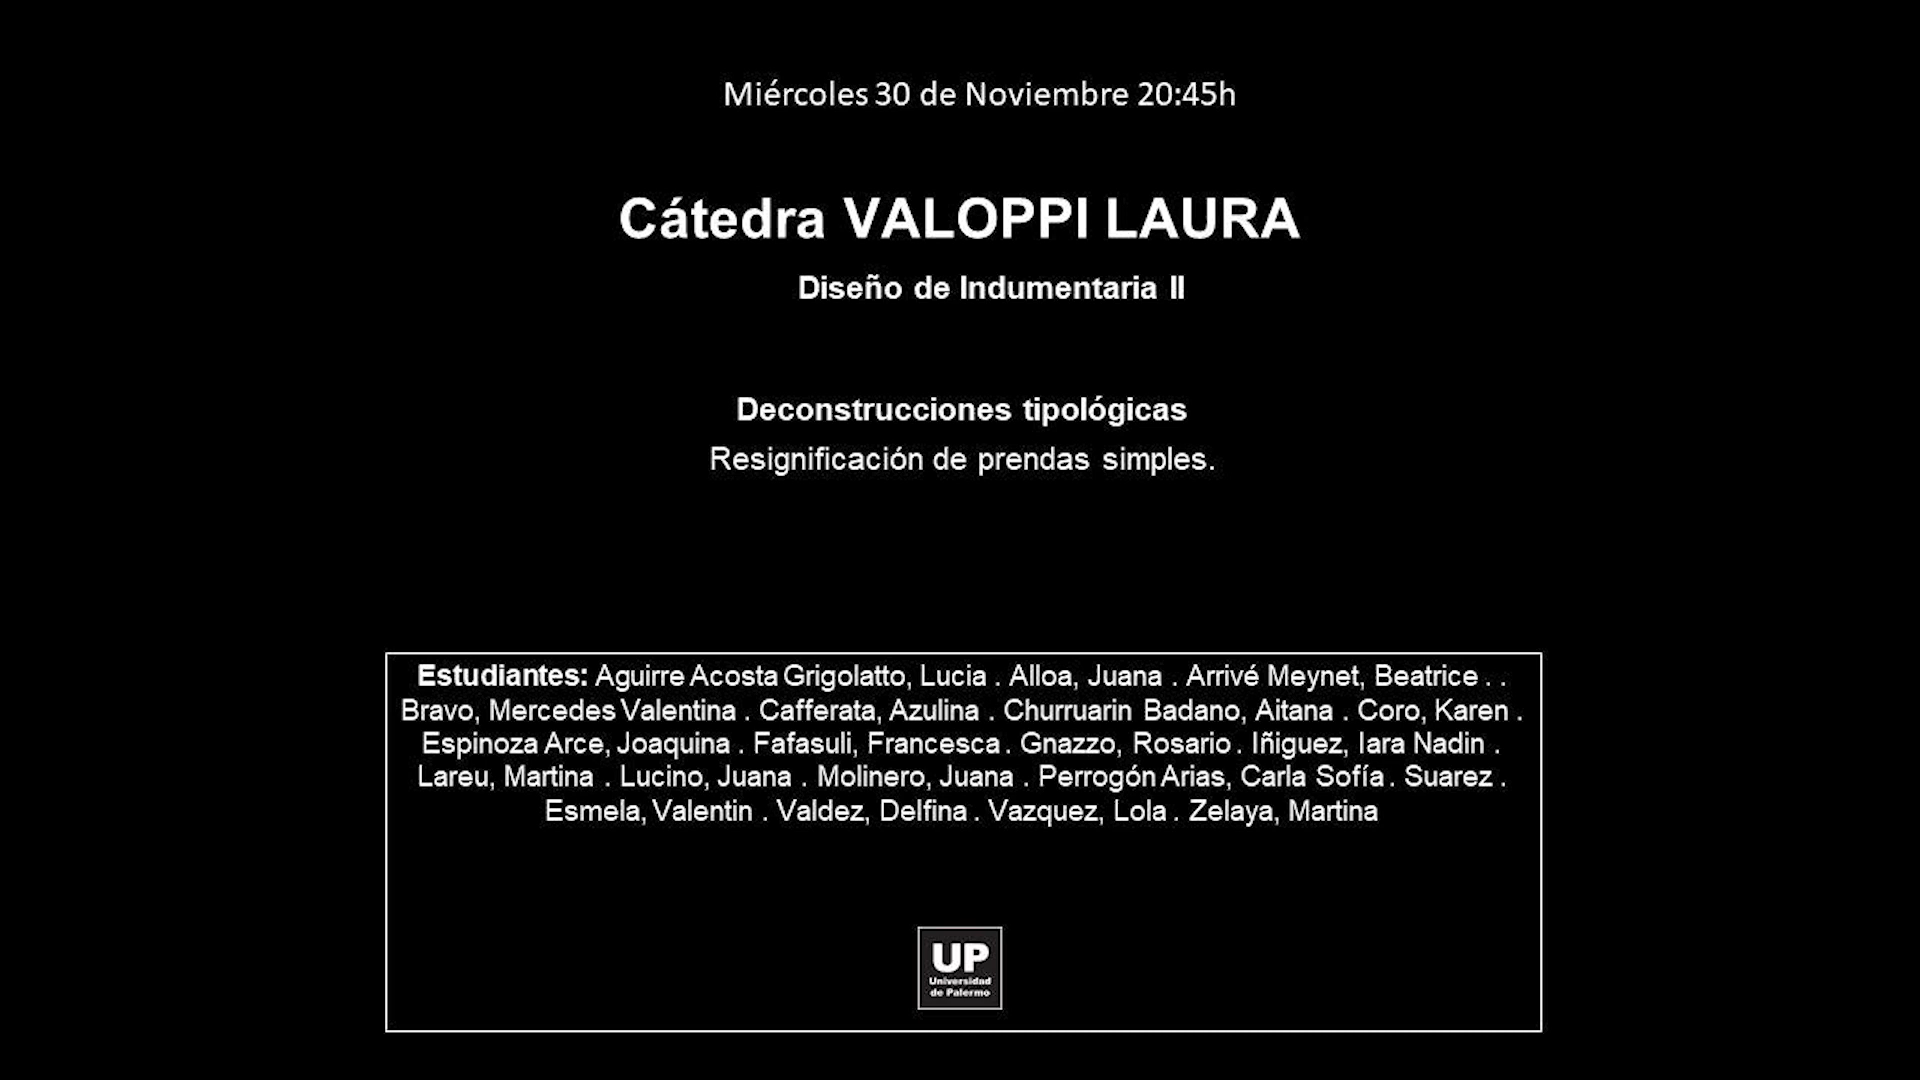 Miércoles 30 de Noviembre 20:45h
Cátedra VALOPPI LAURA
Diseño de Indumentaria II
Deconstrucciones tipológicas
Resignificación de prendas simples.
Estudiantes: Aguirre Acosta Grigolatto, Lucia . Alloa, Juana . Arrivé Meynet, Beatrice . .
Bravo, Mercedes Valentina . Cafferata, Azulina . Churruarin Badano, Aitana . Coro, Karen .
Espinoza Arce, Joaquina . Fafasuli, Francesca . Gnazzo, Rosario . Iñiguez, Iara Nadin .
Lareu, Martina . Lucino, Juana . Molinero, Juana . Perrogón Arias, Carla Sofía . Suarez .
Esmela, Valentin . Valdez, Delfina . Vazquez, Lola . Zelaya, Martina
UP
Universidad
de Palermo